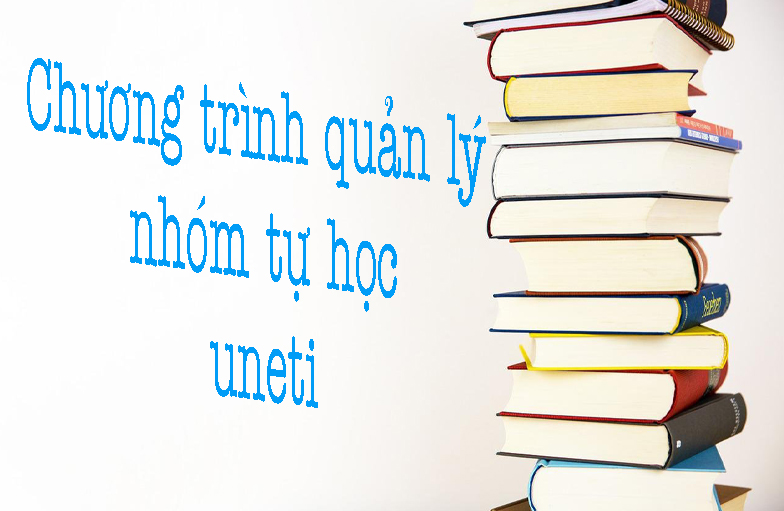 Chương trình quản lý
nhóm tự học
uneti